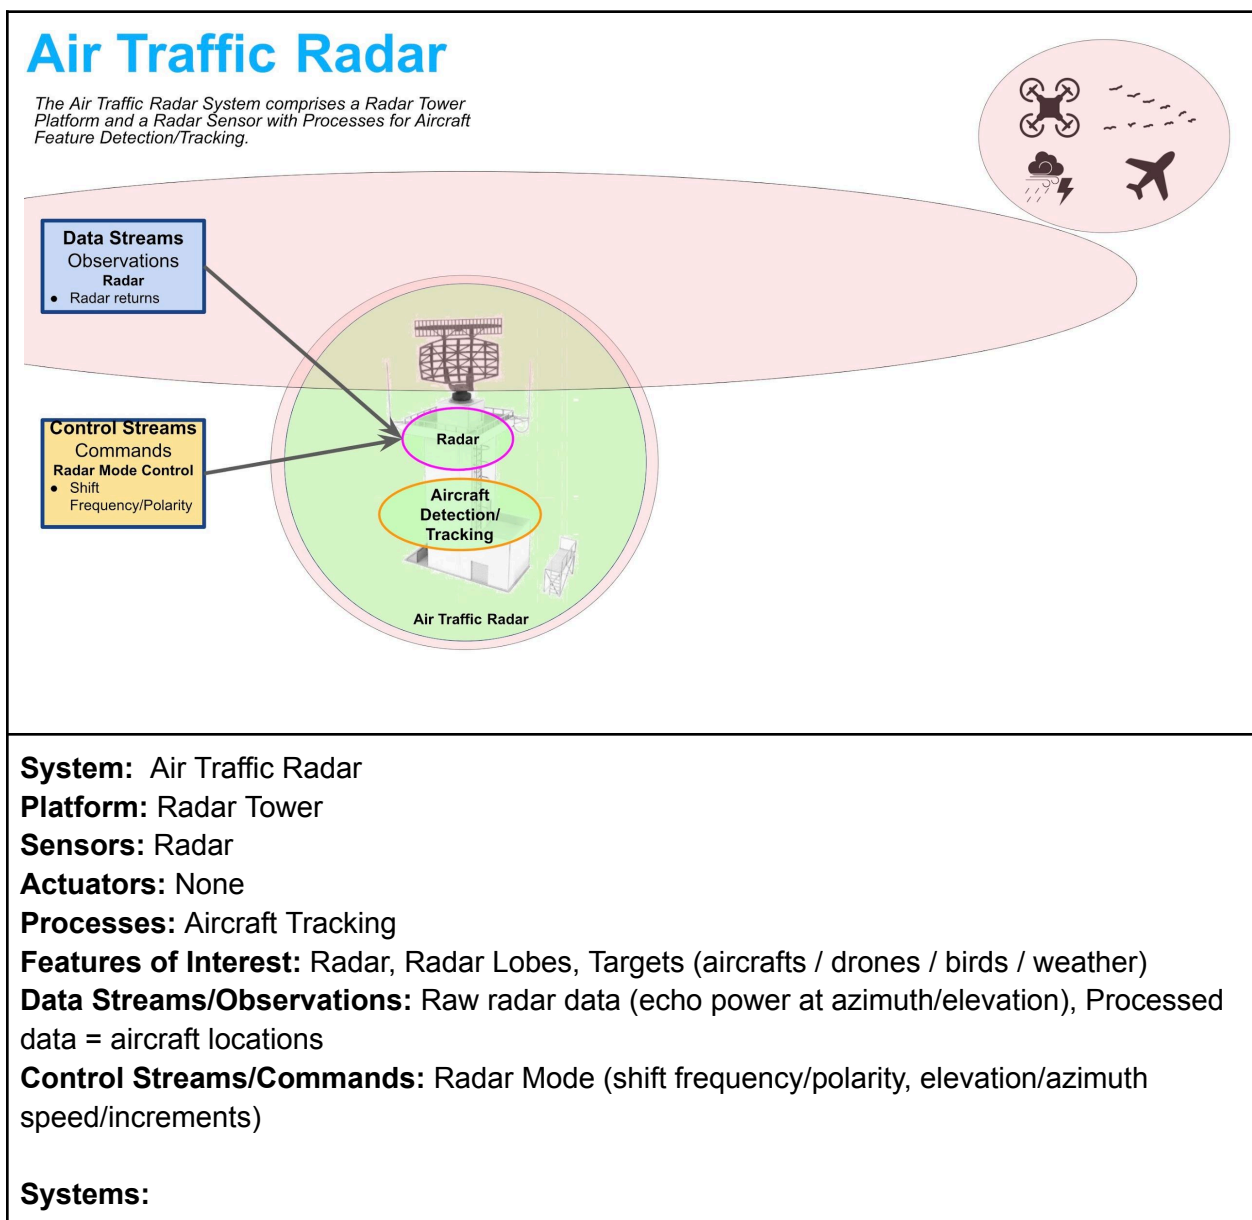 Air Traffic Radar
The Air Traffic Radar System comprises a Radar Tower
Platform and a Radar Sensor with Processes for Aircraft
Feature Detection/Tracking.
Data Streams
Observations
Radar
● Radar returns
Control Streams
Commands
Radar Mode Control
● Shift
Frequency/Polarity
Radar
Aircraft
Detection/
Tracking
Air Traffic Radar
System: Air Traffic Radar
Platform: Radar Tower
Sensors: Radar
Actuators: None
Processes: Aircraft Tracking
Features of Interest: Radar, Radar Lobes, Targets (aircrafts / drones / birds / weather)
Data Streams/Observations: Raw radar data (echo power at azimuth/elevation), Processed
data = aircraft locations
Control Streams/Commands: Radar Mode (shift frequency/polarity, elevation/azimuth
speed/increments)
Systems: